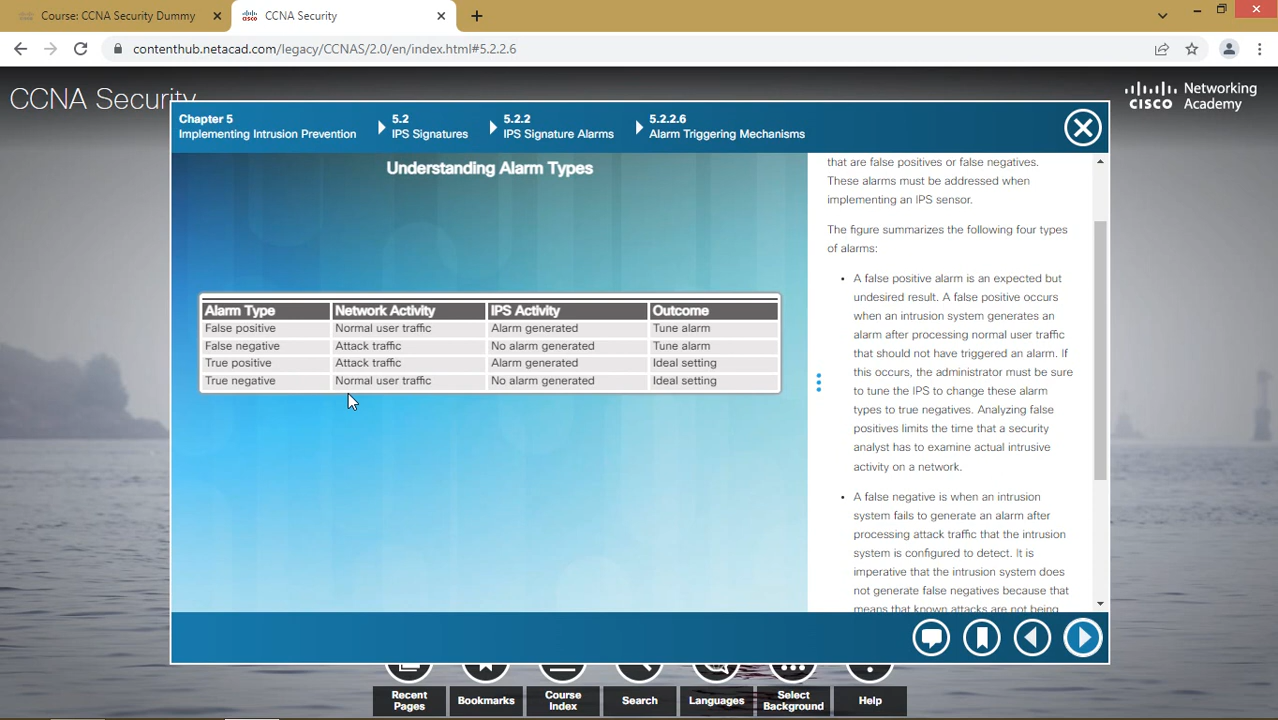 Course: CCNA Security Dummy
CCNA Security
contenthub.netacad.com/legacy/CCNAS/2.0/en/index.html#5.2.2.6
CCNA Security
Networking
CISCO Academy
Chapter 5
Implementing Intrusion Prevention
5.2
IPS Signatures
5.2.2
IPS Signature Alarms
5.2.2.6
Alarm Triggering Mechanisms
Understanding Alarm Types
Alarm Type Network Activity IPS Activity Outcome
False positive Normal user traffic Alarm generated Tune alarm
False negative Attack traffic No alarm generated Tune alarm
True positive Attack traffic Alarm generated Ideal setting
True negative Normal user traffic No alarm generated Ideal setting
that are false positives or false negatives.
These alarms must be addressed when
implementing an IPS sensor.
The figure summarizes the following four types
of alarms:
• A false positive alarm is an expected but
undesired result. A false positive occurs
when an intrusion system generates an
alarm after processing normal user traffic
that should not have triggered an alarm. If
this occurs, the administrator must be sure
to tune the IPS to change these alarm
types to true negatives. Analyzing false
positives limits the time that a security
analyst has to examine actual intrusive
activity on a network.
• A false negative is when an intrusion
system fails to generate an alarm after
processing attack traffic that the intrusion
system is configured to detect. It is
imperative that the intrusion system does
not generate false negatives because that
means that known attacks are not being
Recent
Pages
Bookmarks
Course
Index
Search
Languages
Select
Background
Help